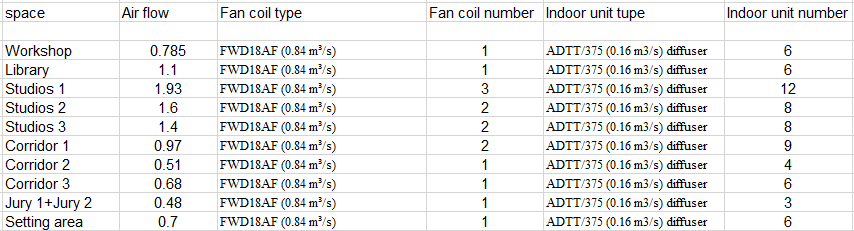 space Air flow Fan coil type Fan coil number Indoor unit tupe Indoor unit number
Workshop 0.785 FWD18AF (0.84 m³/s) 1 ADTT/375 (0.16 m3/s) diffuser 6
Library 1.1 FWD18AF (0.84 m³/s) 1 ADTT/375 (0.16 m3/s) diffuser 6
Studios 1 1.93 FWD18AF (0.84 m³/s) 3 ADTT/375 (0.16 m3/s) diffuser 12
Studios 2 1.6 FWD18AF (0.84 m³/s) 2 ADTT/375 (0.16 m3/s) diffuser 8
Studios 3 1.4 FWD18AF (0.84 m³/s) 2 ADTT/375 (0.16 m3/s) diffuser 8
Corridor 1 0.97 FWD18AF (0.84 m³/s) 2 ADTT/375 (0.16 m3/s) diffuser 9
Corridor 2 0.51 FWD18AF (0.84 m³/s) 1 ADTT/375 (0.16 m3/s) diffuser 4
Corridor 3 0.68 FWD18AF (0.84 m³/s) 1 ADTT/375 (0.16 m3/s) diffuser 6
Jury 1+Jury 2 0.48 FWD18AF (0.84 m³/s) 1 ADTT/375 (0.16 m3/s) diffuser 3
Setting area 0.7 FWD18AF (0.84 m³/s) 1 ADTT/375 (0.16 m3/s) diffuser 6